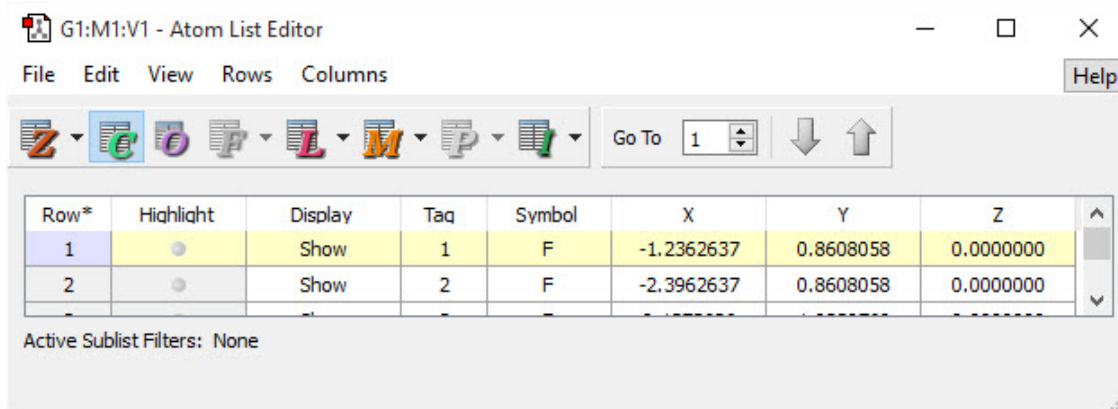 G1:M1:V1 - Atom List Editor
File Edit View Rows Columns Help
Z C O F L M P I Go To 1
Row* Highlight Display Tag Symbol X Y Z
1 Show 1 F -1.2362637 0.8608058 0.0000000
2 Show 2 F -2.3962637 0.8608058 0.0000000
Active Sublist Filters: None